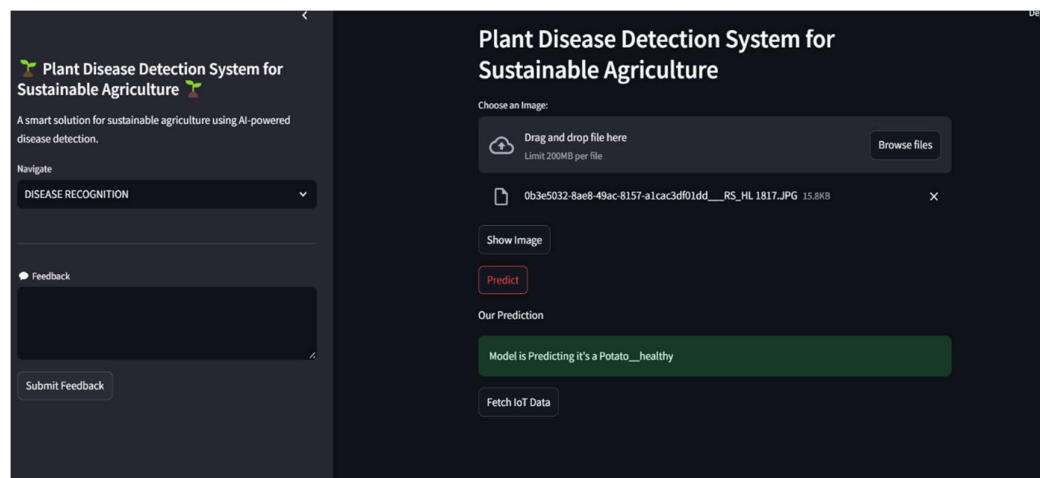 Plant Disease Detection System for
Sustainable Agriculture
A smart solution for sustainable agriculture using AI-powered
disease detection.
Navigate
DISEASE RECOGNITION
Feedback
Submit Feedback
Plant Disease Detection System for
Sustainable Agriculture
Choose an Image:
Drag and drop file here
Limit 200MB per file
Browse files
0b3e5032-8ae8-49ac-8157-a1cac3df01dd___RS_HL 1817.JPG 15.8KB
Show Image
Predict
Our Prediction
Model is Predicting it's a Potato__healthy
Fetch IoT Data